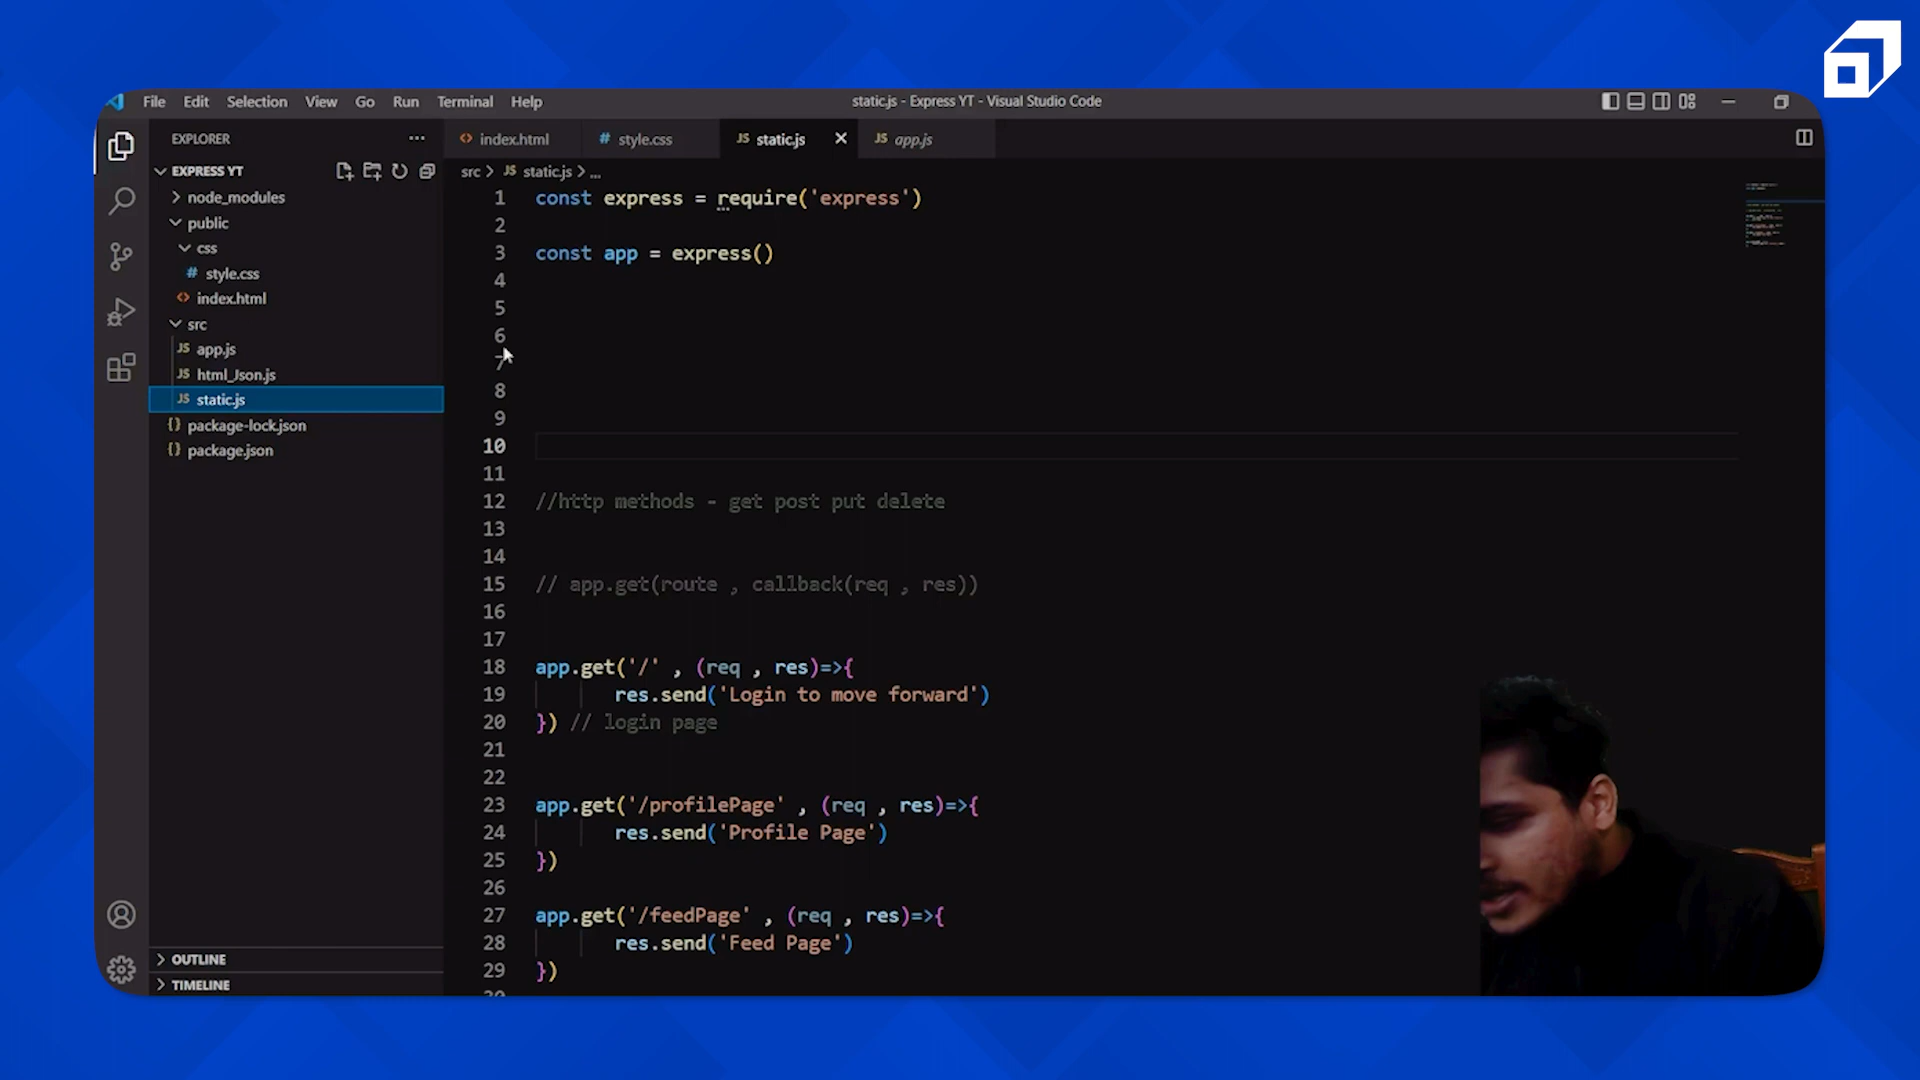 File Edit Selection View Go Run Terminal Help
static.js - Express YT - Visual Studio Code
EXPLORER
EXPRESS YT
node_modules
public
css
# style.css
<> index.html
src
JS app.js
JS html_Json.js
JS static.js
{} package-lock.json
{} package.json
OUTLINE
TIMELINE
<> index.html
# style.css
JS static.js
JS app.js
src > JS static.js > ...
1 const express = require('express')
2
3 const app = express()
4
5
6
7
8
9
10
11
12 //http methods - get post put delete
13
14
15 // app.get(route , callback(req , res))
16
17
18 app.get('/' , (req , res)=>{
19 res.send('Login to move forward')
20 }) // login page
21
22
23 app.get('/profilePage' , (req , res)=>{
24 res.send('Profile Page')
25 })
26
27 app.get('/feedPage' , (req , res)=>{
28 res.send('Feed Page')
29 })